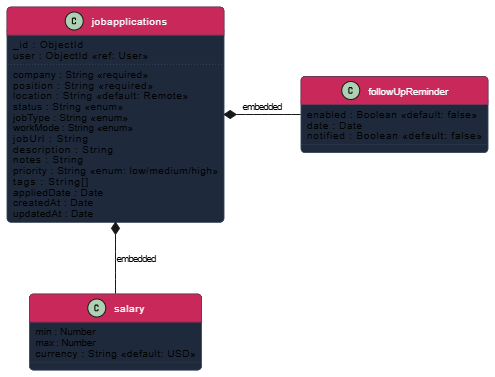 C jobapplications
_id : ObjectId
user : ObjectId «ref: User»
company : String «required»
position : String «required»
location : String «default: Remote»
status : String «enum»
jobType : String «enum»
workMode : String «enum»
jobUrl : String
description : String
notes : String
priority : String «enum: low/medium/high»
tags : String[]
appliedDate : Date
createdAt : Date
updatedAt : Date
embedded
C followUpReminder
enabled : Boolean «default: false»
date : Date
notified : Boolean «default: false»
embedded
C salary
min : Number
max : Number
currency : String «default: USD»